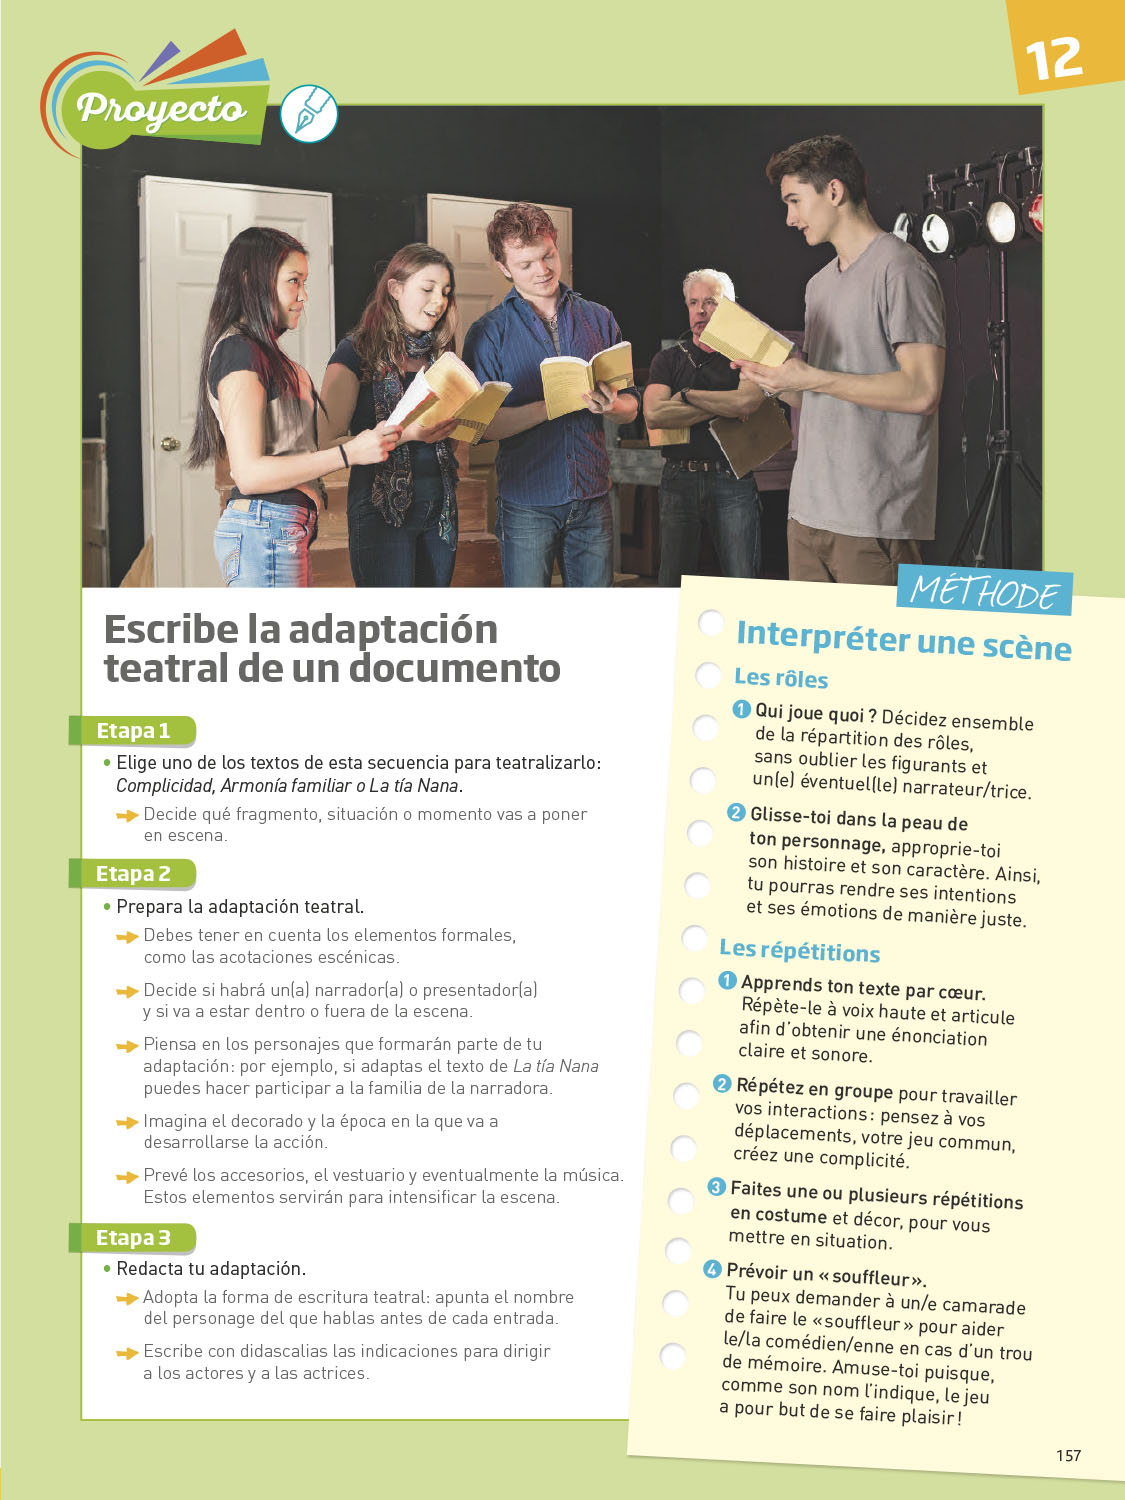 Proyecto
12
Escribe la adaptación
teatral de un documento
Etapa 1
• Elige uno de los textos de esta secuencia para teatralizarlo:
Complicidad, Armonía familiar o La tía Nana.
Decide qué fragmento, situación o momento vas a poner
en escena.
Etapa 2
• Prepara la adaptación teatral.
Debes tener en cuenta los elementos formales,
como las acotaciones escénicas.
Decide si habrá un(a) narrador(a) o presentador(a)
y si va a estar dentro o fuera de la escena.
Piensa en los personajes que formarán parte de tu
adaptación: por ejemplo, si adaptas el texto de La tía Nana
puedes hacer participar a la familia de la narradora.
Imagina el decorado y la época en la que va a
desarrollarse la acción.
Prevé los accesorios, el vestuario y eventualmente la música.
Estos elementos servirán para intensificar la escena.
Etapa 3
• Redacta tu adaptación.
Adopta la forma de escritura teatral: apunta el nombre
del personage del que hablas antes de cada entrada.
Escribe con didascalias las indicaciones para dirigir
a los actores y a las actrices.
MÉTHODE
Interpréter une scène
Les rôles
1 Qui joue quoi ? Décidez ensemble
de la répartition des rôles,
sans oublier les figurants et
un(e) éventuel(le) narrateur/trice.
2 Glisse-toi dans la peau de
ton personnage, approprie-toi
son histoire et son caractère. Ainsi,
tu pourras rendre ses intentions
et ses émotions de manière juste.
Les répétitions
1 Apprends ton texte par cœur.
Répète-le à voix haute et articule
afin d'obtenir une énonciation
claire et sonore.
2 Répétez en groupe pour travailler
vos interactions : pensez à vos
déplacements, votre jeu commun,
créez une complicité.
3 Faites une ou plusieurs répétitions
en costume et décor, pour vous
mettre en situation.
4 Prévoir un « souffleur ».
Tu peux demander à un/e camarade
de faire le « souffleur » pour aider
le/la comédien/enne en cas d'un trou
de mémoire. Amuse-toi puisque,
comme son nom l'indique, le jeu
a pour but de se faire plaisir !
157